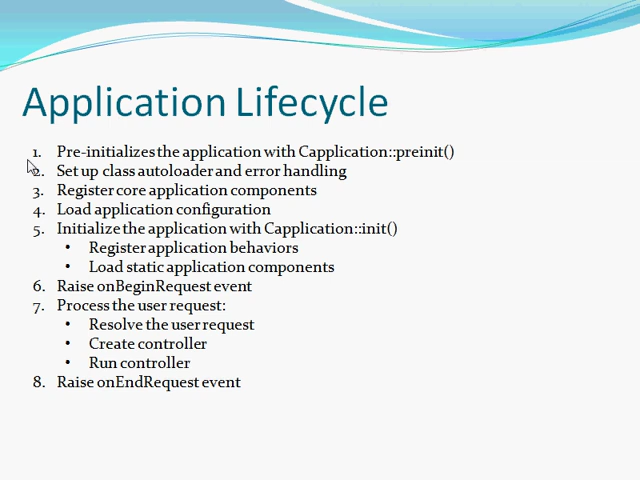 Application Lifecycle
1. Pre-initializes the application with Capplication::preinit()
2. Set up class autoloader and error handling
3. Register core application components
4. Load application configuration
5. Initialize the application with Capplication::init()
• Register application behaviors
• Load static application components
6. Raise onBeginRequest event
7. Process the user request:
• Resolve the user request
• Create controller
• Run controller
8. Raise onEndRequest event